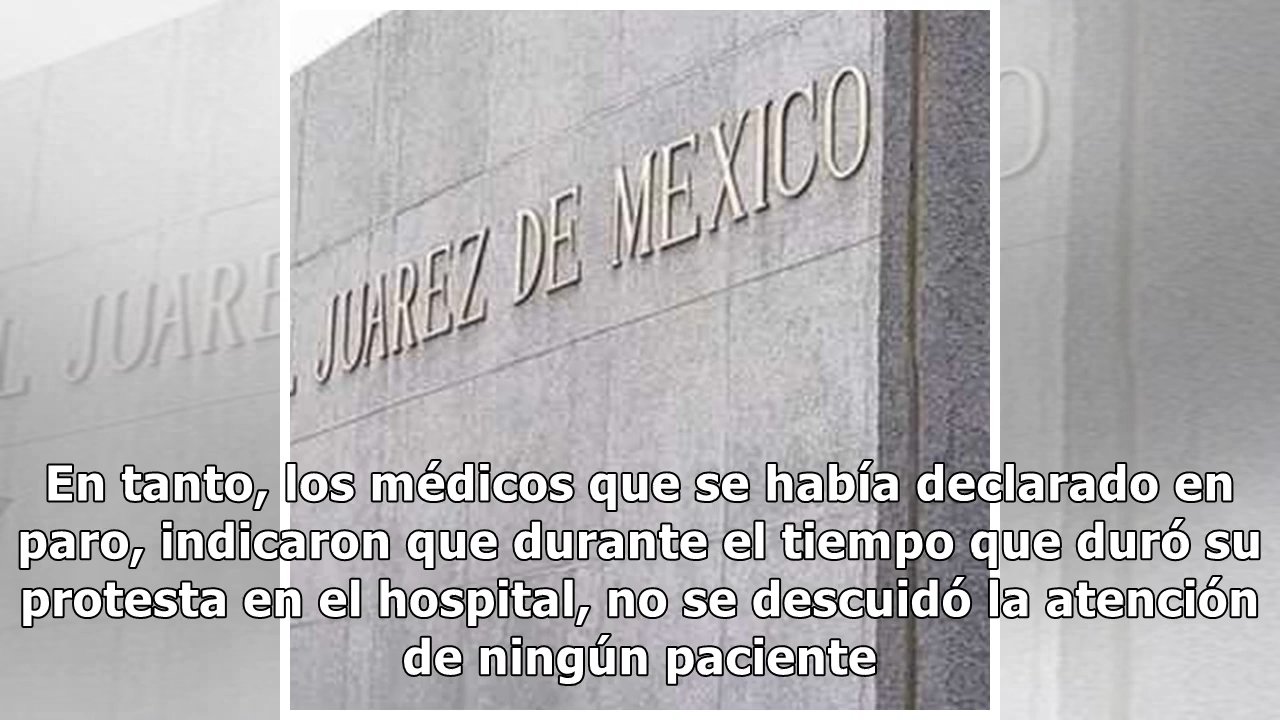 L JUAREZ DE MEXICO
En tanto, los médicos que se había declarado en
paro, indicaron que durante el tiempo que duró su
protesta en el hospital, no se descuidó la atención
de ningún paciente